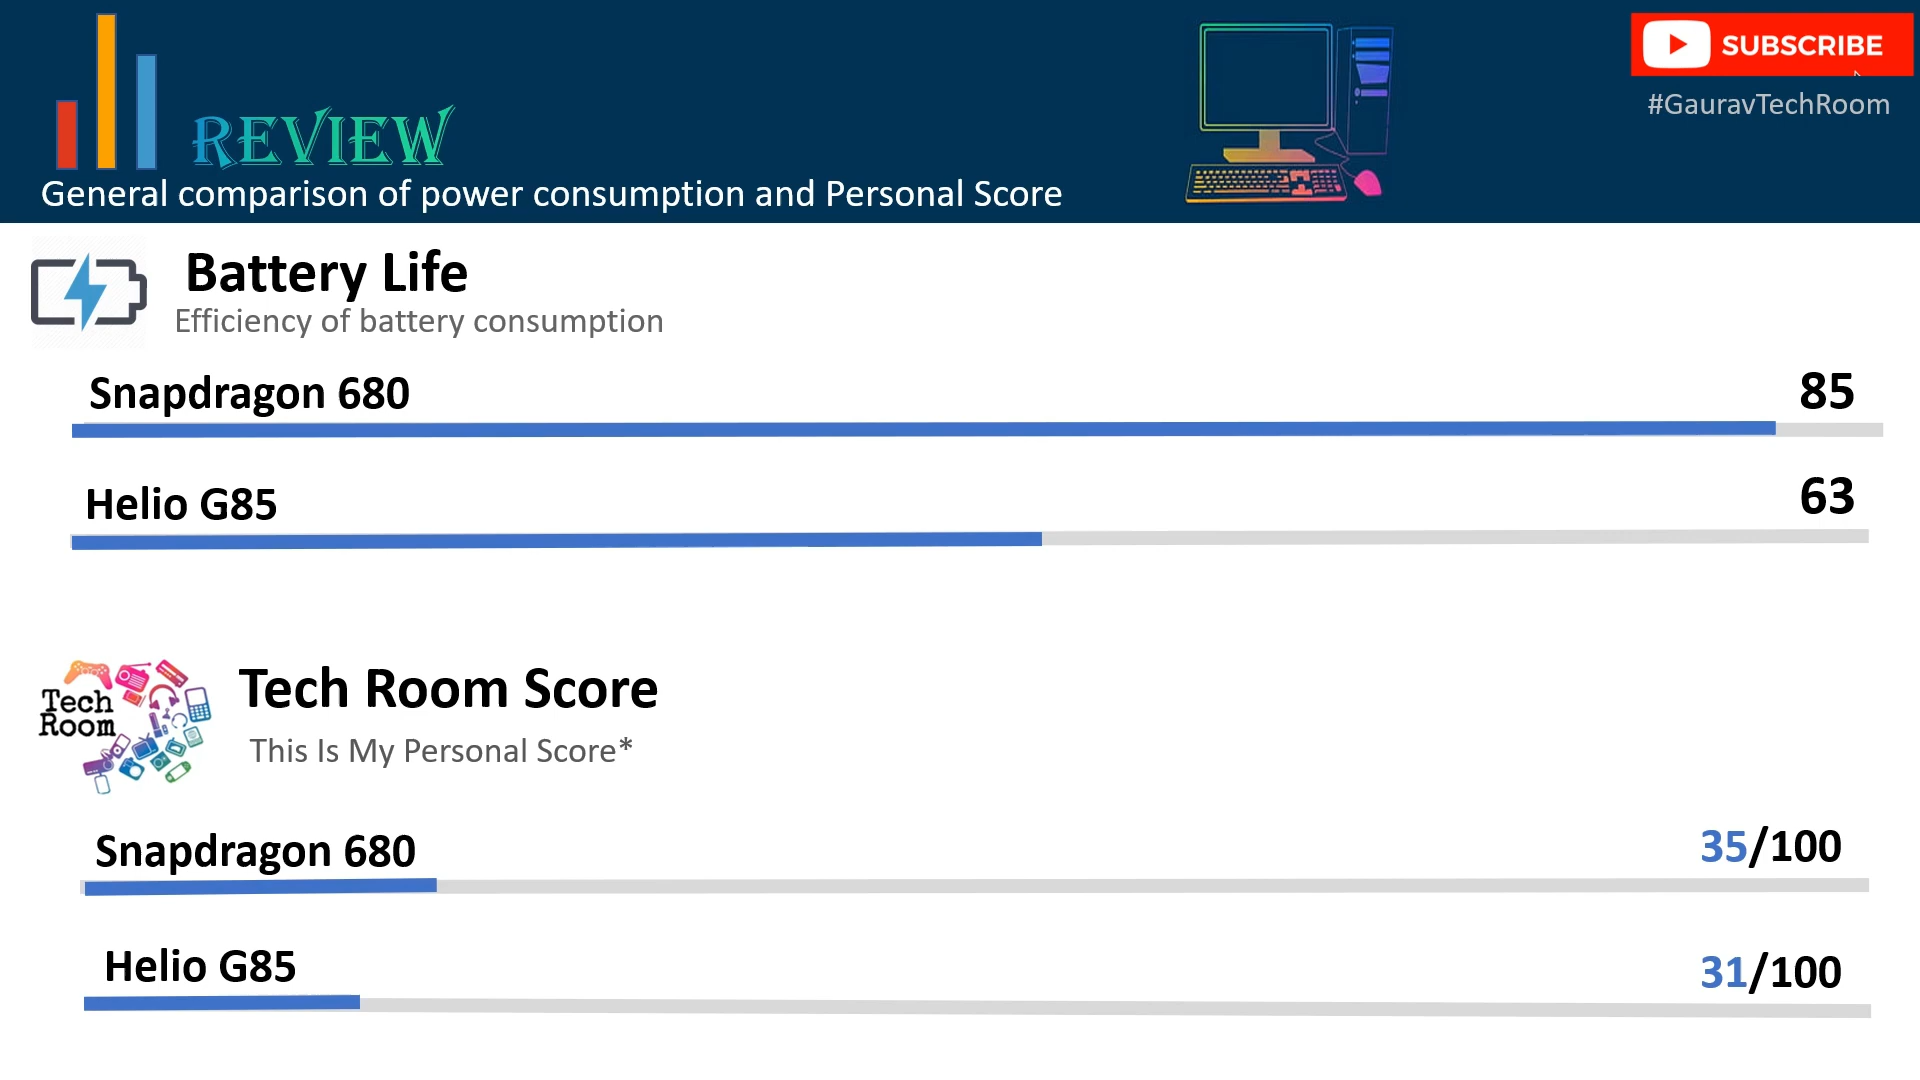 SUBSCRIBE
#GauravTechRoom
REVIEW
General comparison of power consumption and Personal Score
Battery Life
Efficiency of battery consumption
Snapdragon 680
85
Helio G85
63
Tech
Room
Tech Room Score
This Is My Personal Score*
Snapdragon 680
35/100
Helio G85
31/100